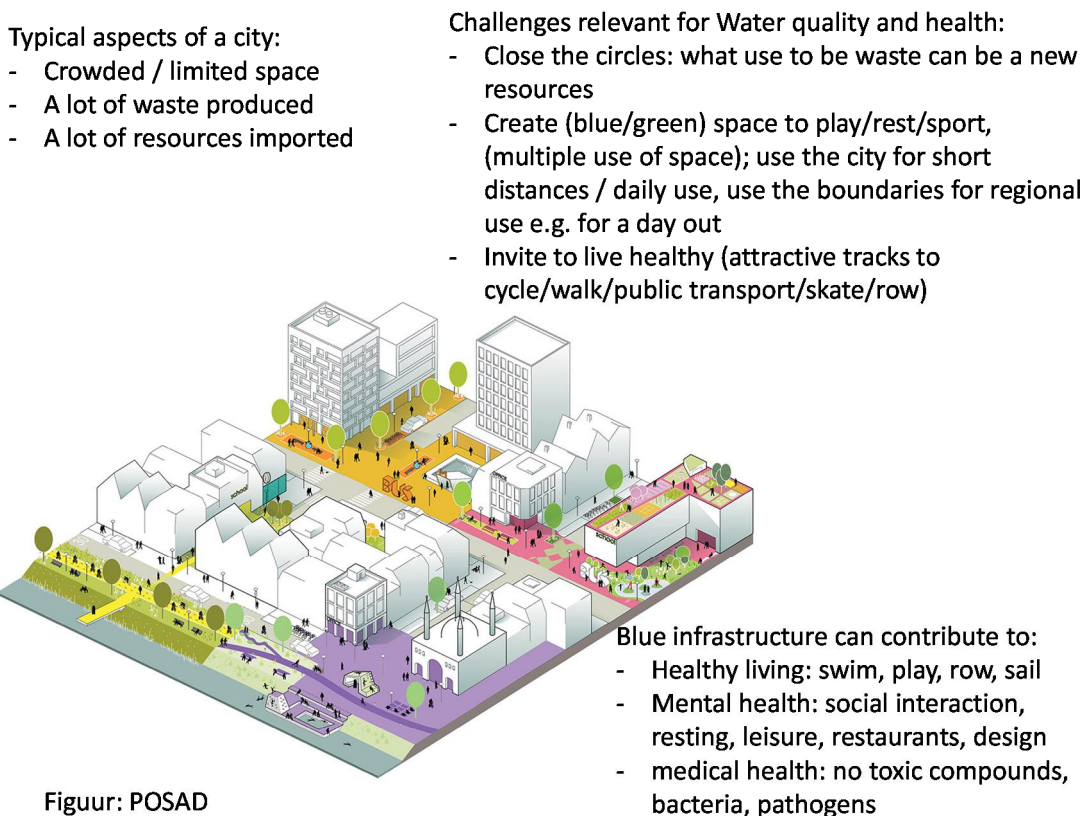 Typical aspects of a city:
- Crowded / limited space
- A lot of waste produced
- A lot of resources imported
Challenges relevant for Water quality and health:
- Close the circles: what use to be waste can be a new
resources
- Create (blue/green) space to play/rest/sport,
(multiple use of space); use the city for short
distances / daily use, use the boundaries for regional
use e.g. for a day out
- Invite to live healthy (attractive tracks to
cycle/walk/public transport/skate/row)
BUS
OFFICE
school
school
BUS
Blue infrastructure can contribute to:
- Healthy living: swim, play, row, sail
- Mental health: social interaction,
resting, leisure, restaurants, design
- medical health: no toxic compounds,
bacteria, pathogens
Figuur: POSAD